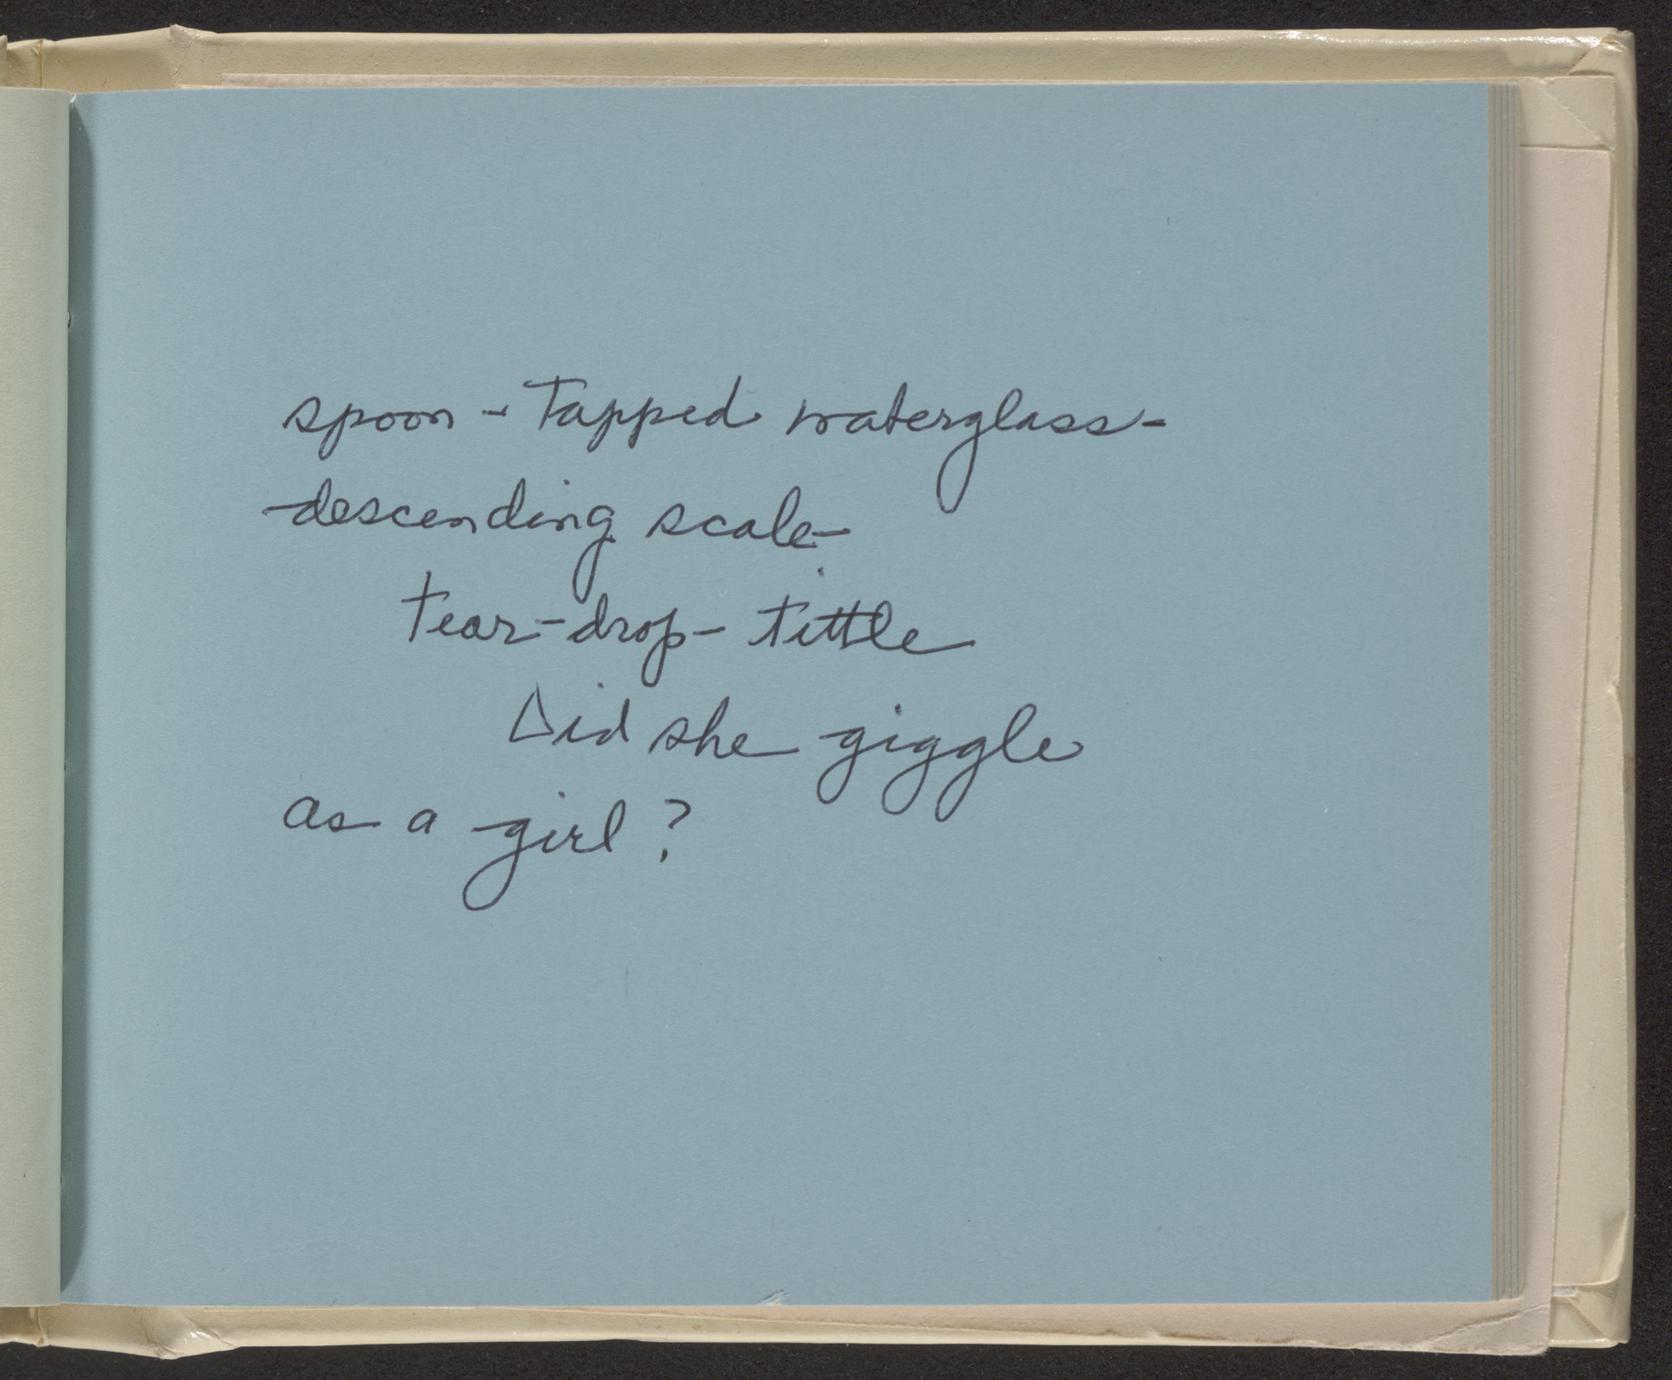 spoon-tapped waterglass-
descending scale-
tear-drop-tittle
Did she giggle
as a girl?